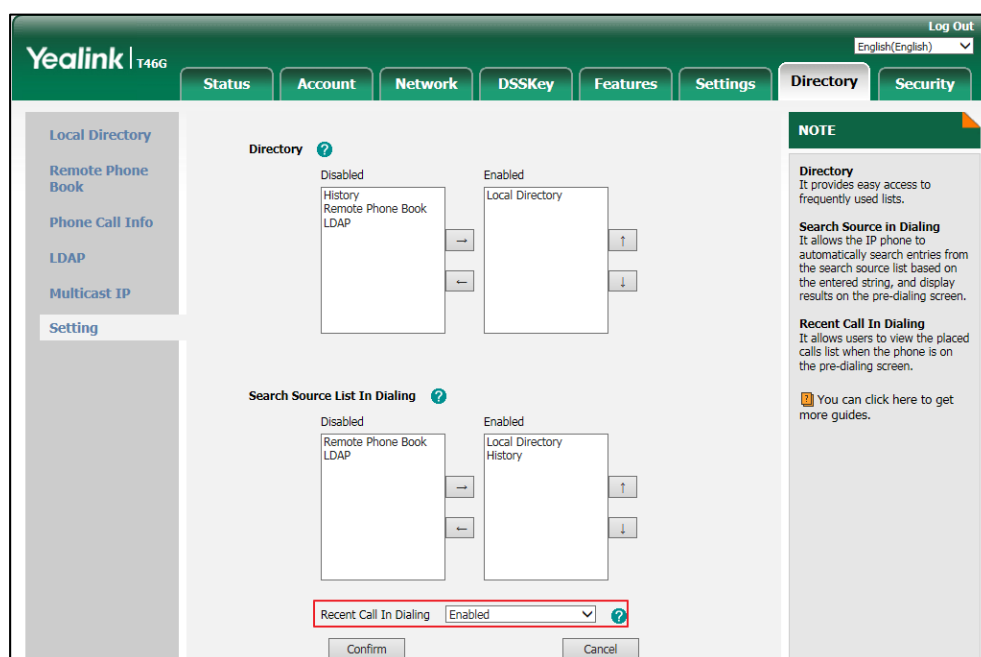 Log Out
English(English)
Yealink T46G
Status Account Network DSSKey Features Settings Directory Security
Local Directory
Remote Phone
Book
Phone Call Info
LDAP
Multicast IP
Setting
Directory ?
Disabled Enabled
History
Remote Phone Book
LDAP
Local Directory
→ ↑
← ↓
Search Source List In Dialing ?
Disabled Enabled
Remote Phone Book
LDAP
Local Directory
History
→ ↑
← ↓
Recent Call In Dialing Enabled ?
Confirm Cancel
NOTE
Directory
It provides easy access to
frequently used lists.
Search Source in Dialing
It allows the IP phone to
automatically search entries from
the search source list based on
the entered string, and display
results on the pre-dialing screen.
Recent Call In Dialing
It allows users to view the placed
calls list when the phone is on
the pre-dialing screen.
? You can click here to get
more guides.